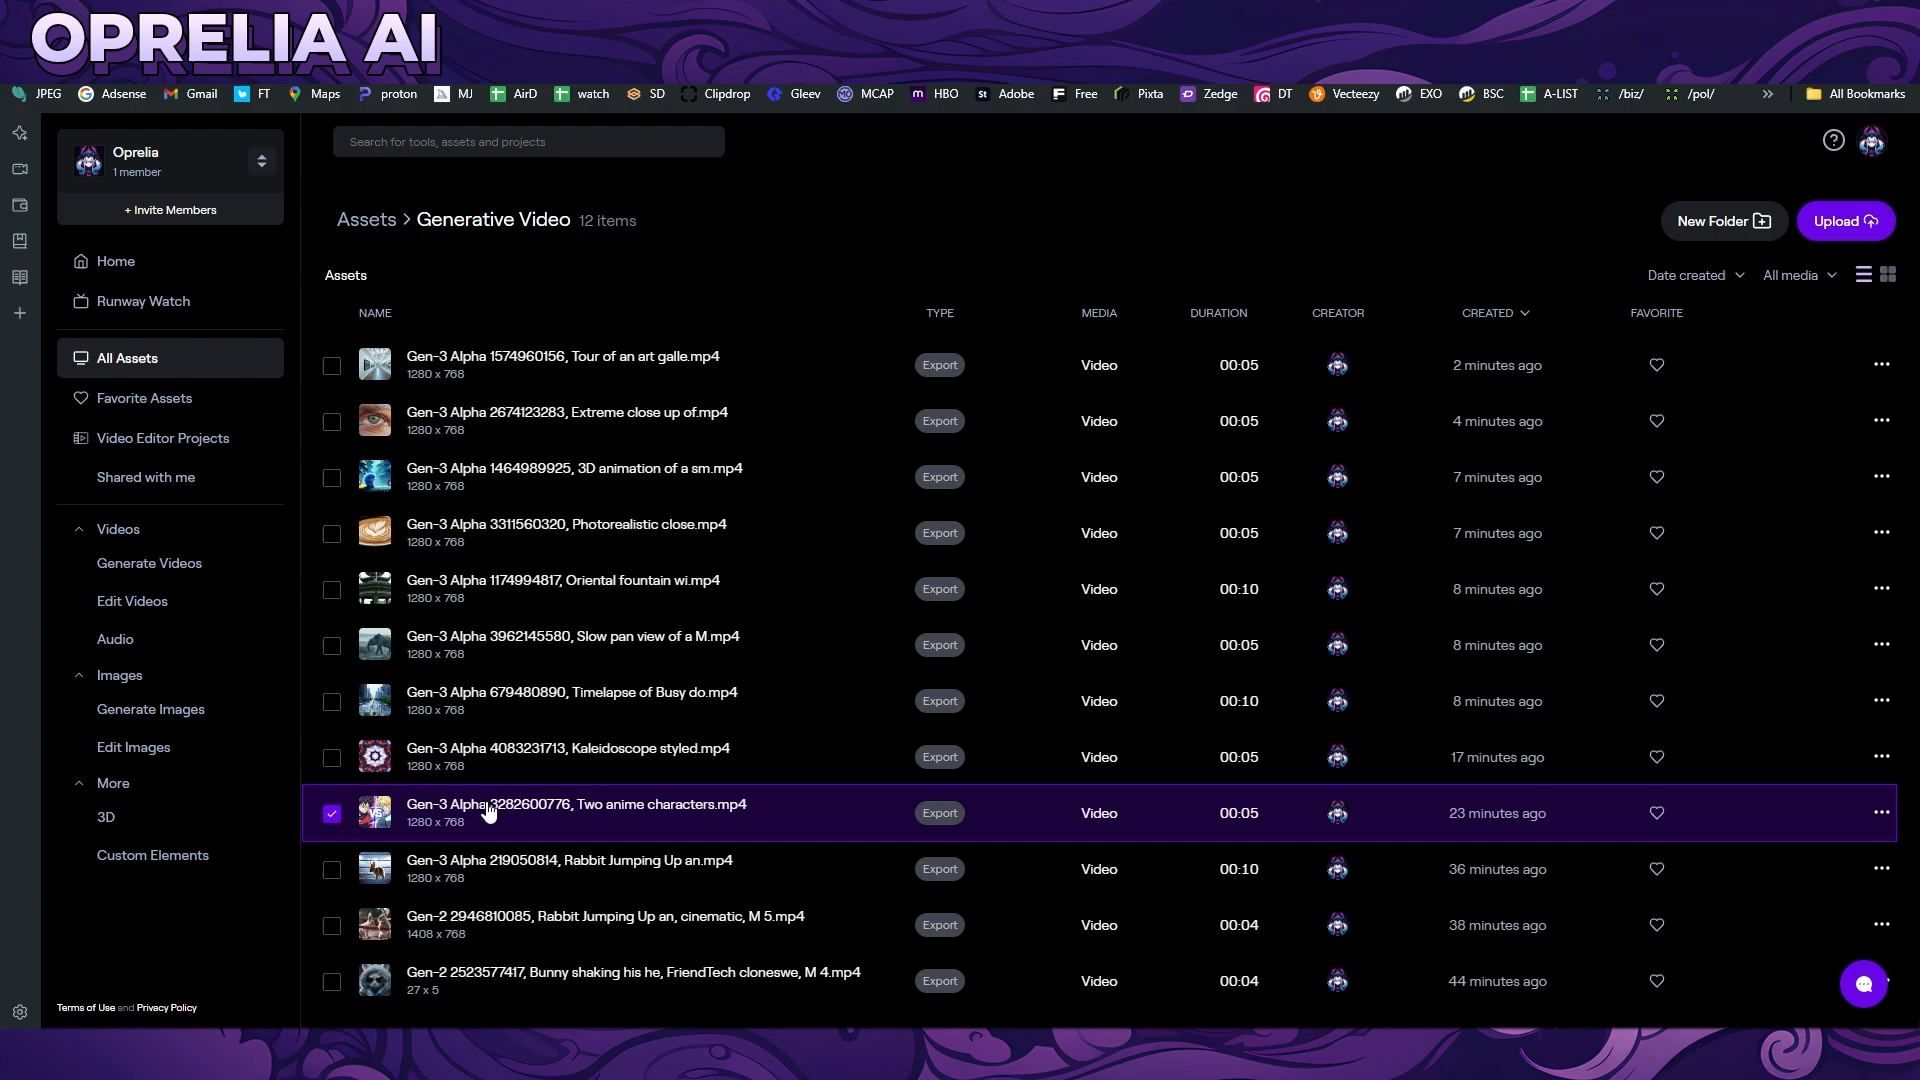 OPRELIA AI
JPEG Adsense Gmail FT Maps proton MJ AirD watch SD Clipdrop Gleev MCAP HBO Adobe Free Pixta Zedge DT Vecteezy EXO BSC A-LIST /biz/ /pol/ » All Bookmarks
Oprelia
1 member
+ Invite Members
Search for tools, assets and projects
Home
Runway Watch
All Assets
Favorite Assets
Video Editor Projects
Shared with me
Videos
Generate Videos
Edit Videos
Audio
Images
Generate Images
Edit Images
More
3D
Custom Elements
Terms of Use and Privacy Policy
Assets > Generative Video 12 items
New Folder
Upload
Assets
Date created
All media
NAME TYPE MEDIA DURATION CREATOR CREATED FAVORITE
Gen-3 Alpha 1574960156, Tour of an art galle.mp4 Export Video 00:05 2 minutes ago
1280 x 768
Gen-3 Alpha 2674123283, Extreme close up of.mp4 Export Video 00:05 4 minutes ago
1280 x 768
Gen-3 Alpha 1464989925, 3D animation of a sm.mp4 Export Video 00:05 7 minutes ago
1280 x 768
Gen-3 Alpha 3311560320, Photorealistic close.mp4 Export Video 00:05 7 minutes ago
1280 x 768
Gen-3 Alpha 1174994817, Oriental fountain wi.mp4 Export Video 00:10 8 minutes ago
1280 x 768
Gen-3 Alpha 3962145580, Slow pan view of a M.mp4 Export Video 00:05 8 minutes ago
1280 x 768
Gen-3 Alpha 679480890, Timelapse of Busy do.mp4 Export Video 00:10 8 minutes ago
1280 x 768
Gen-3 Alpha 4083231713, Kaleidoscope styled.mp4 Export Video 00:05 17 minutes ago
1280 x 768
Gen-3 Alpha 3282600776, Two anime characters.mp4 Export Video 00:05 23 minutes ago
1280 x 768
Gen-3 Alpha 219050814, Rabbit Jumping Up an.mp4 Export Video 00:10 36 minutes ago
1280 x 768
Gen-2 2946810085, Rabbit Jumping Up an, cinematic, M 5.mp4 Export Video 00:04 38 minutes ago
1408 x 768
Gen-2 2523577417, Bunny shaking his he, FriendTech cloneswe, M 4.mp4 Export Video 00:04 44 minutes ago
27 x 5